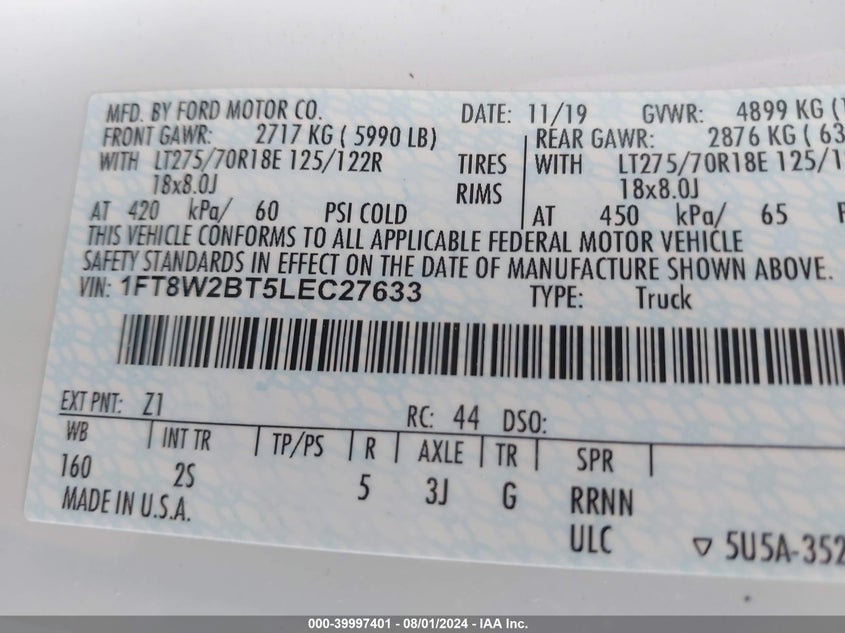 MFD. BY FORD MOTOR CO. DATE: 11/19 GVWR: 4899 KG (
FRONT GAWR: 2717 KG ( 5990 LB) REAR GAWR: 2876 KG ( 63
WITH LT275/70R18E 125/122R TIRES WITH LT275/70R18E 125/1
18x8.0J RIMS 18x8.0J
AT 420 kPa/ 60 PSI COLD AT 450 kPa/ 65
THIS VEHICLE CONFORMS TO ALL APPLICABLE FEDERAL MOTOR VEHICLE
SAFETY STANDARDS IN EFFECT ON THE DATE OF MANUFACTURE SHOWN ABOVE.
VIN: 1FT8W2BT5LEC27633 TYPE: Truck
EXT PNT: Z1 RC: 44 DSO:
WB INT TR TP/PS R AXLE TR SPR
160 2S 5 3J G RRNN
MADE IN U.S.A. ULC ▽ 5U5A-352
000-39997401 - 08/01/2024 - IAA Inc.